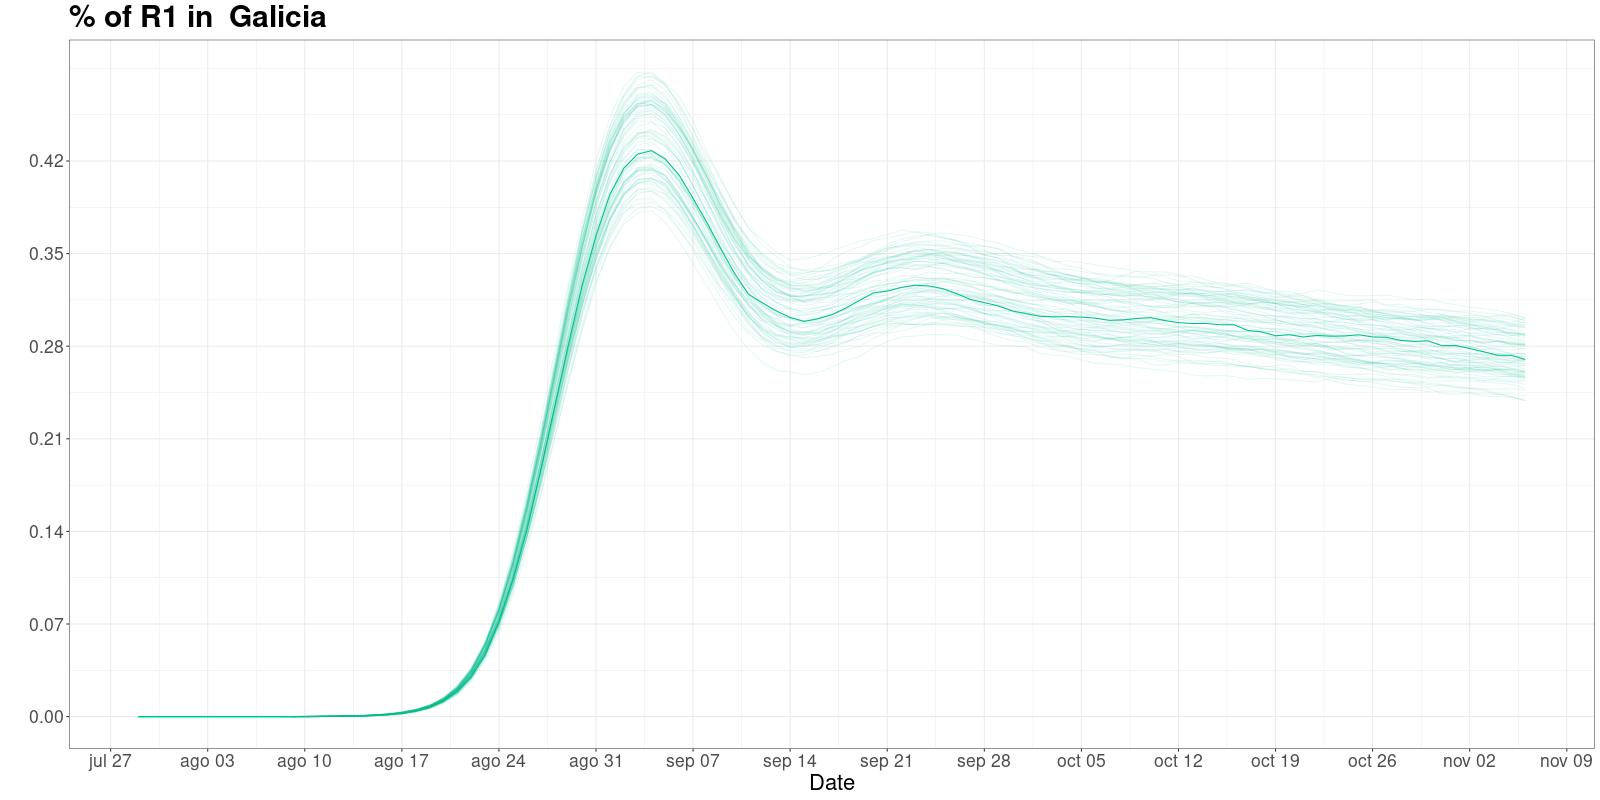 % of R1 in  Galicia
0.42
0.35
0.28
0.21
0.14
0.07
0.00
jul 27 ago 03 ago 10 ago 17 ago 24 ago 31 sep 07 sep 14 sep 21 sep 28 oct 05 oct 12 oct 19 oct 26 nov 02 nov 09
Date